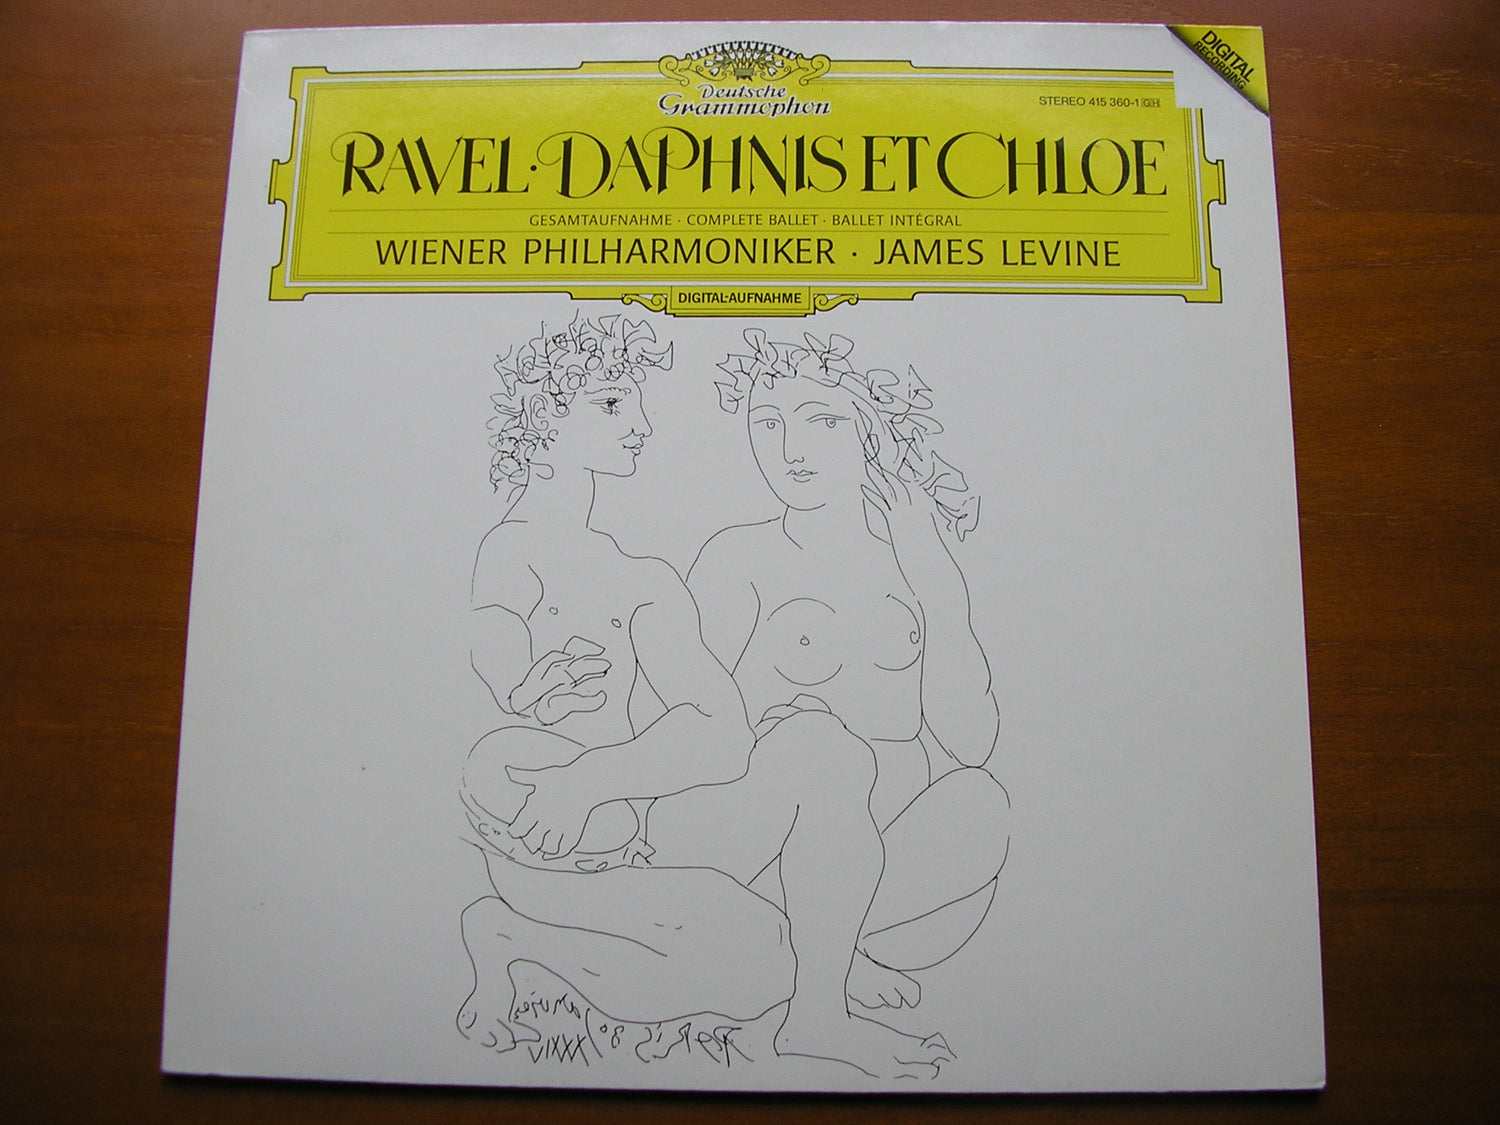 DIGITAL
RECORDING
Deutsche
Grammophon
STEREO 415 360-1 GH
RAVEL · DAPHNIS ET CHLOE
GESAMTAUFNAHME · COMPLETE BALLET · BALLET INTÉGRAL
WIENER PHILHARMONIKER · JAMES LEVINE
DIGITAL-AUFNAHME